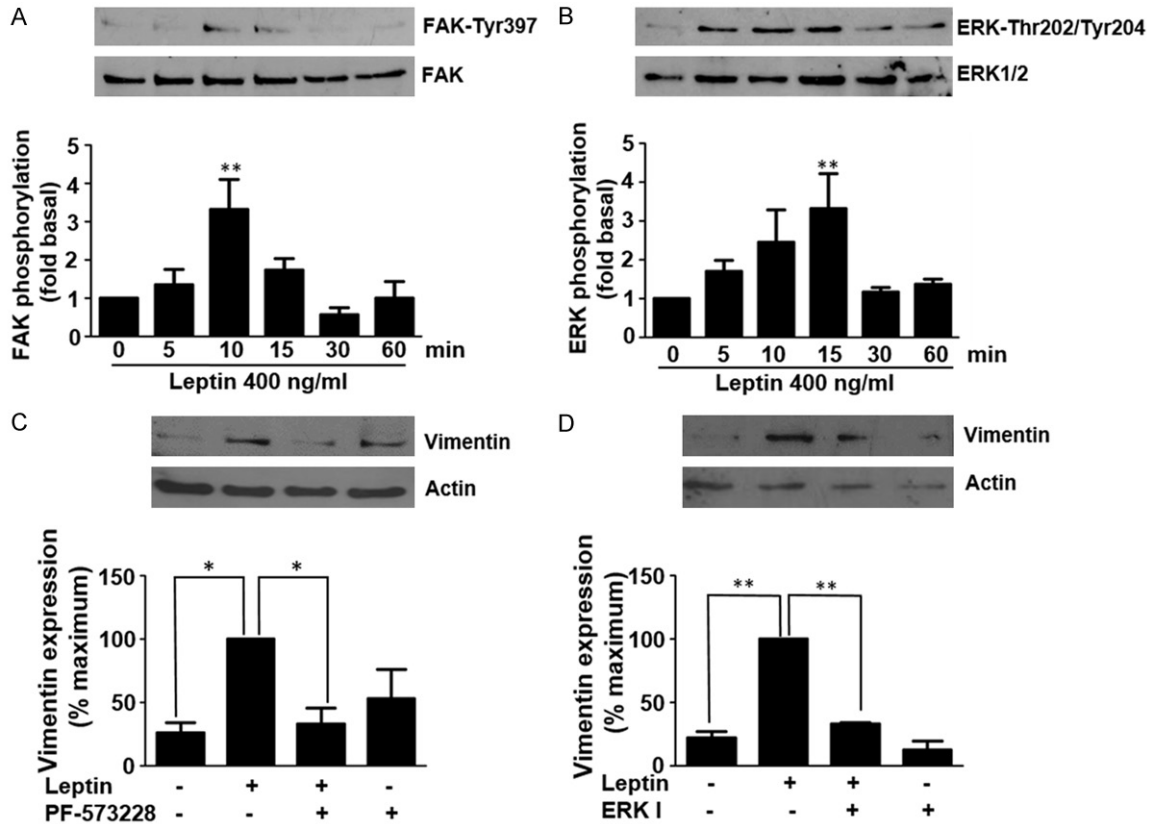 A
FAK-Tyr397
FAK
FAK phosphorylation
(fold basal)
5
4
3
2
1
0
**
0 5 10 15 30 60 min
Leptin 400 ng/ml
B
ERK-Thr202/Tyr204
ERK1/2
ERK phosphorylation
(fold basal)
5
4
3
2
1
0
**
0 5 10 15 30 60 min
Leptin 400 ng/ml
C
Vimentin
Actin
Vimentin expression
(% maximum)
150
100
50
0
* *
Leptin - + + -
PF-573228 - - + +
D
Vimentin
Actin
Vimentin expression
(% maximum)
150
100
50
0
** **
Leptin - + + -
ERK I - - + +